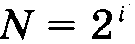 N = 2^i